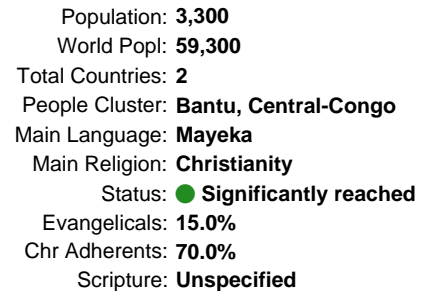 Population: 3,300
World Popl: 59,300
Total Countries: 2
People Cluster: Bantu, Central-Congo
Main Language: Mayeka
Main Religion: Christianity
Status: Significantly reached
Evangelicals: 15.0%
Chr Adherents: 70.0%
Scripture: Unspecified